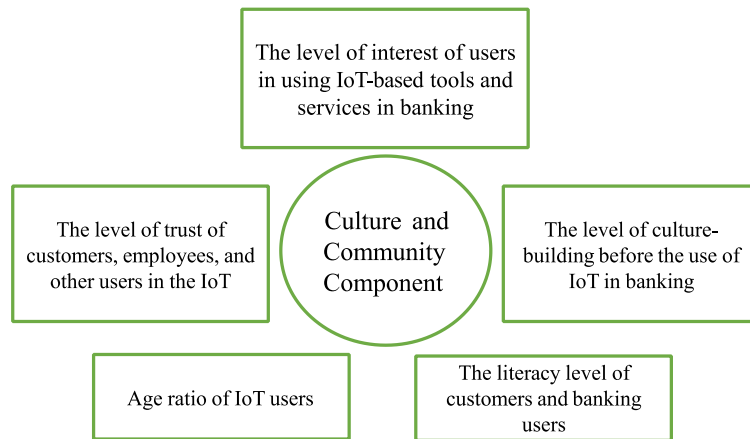 The level of interest of users
in using IoT-based tools and
services in banking
The level of trust of
customers, employees, and
other users in the IoT
Culture and
Community
Component
The level of culture-
building before the use of
IoT in banking
Age ratio of IoT users
The literacy level of
customers and banking
users